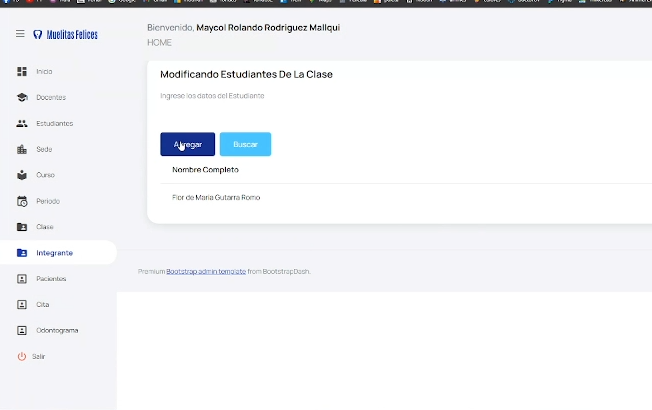 Muelitas Felices
Bienvenido, Maycol Rolando Rodriguez Mallqui
HOME
Inicio
Docentes
Estudiantes
Sede
Curso
Periodo
Clase
Integrante
Pacientes
Cita
Odontograma
Salir
Modificando Estudiantes De La Clase
Ingrese los datos del Estudiante
Agregar
Buscar
Nombre Completo
Flor de Maria Gutarra Romo
Premium Bootstrap admin template from BootstrapDash.